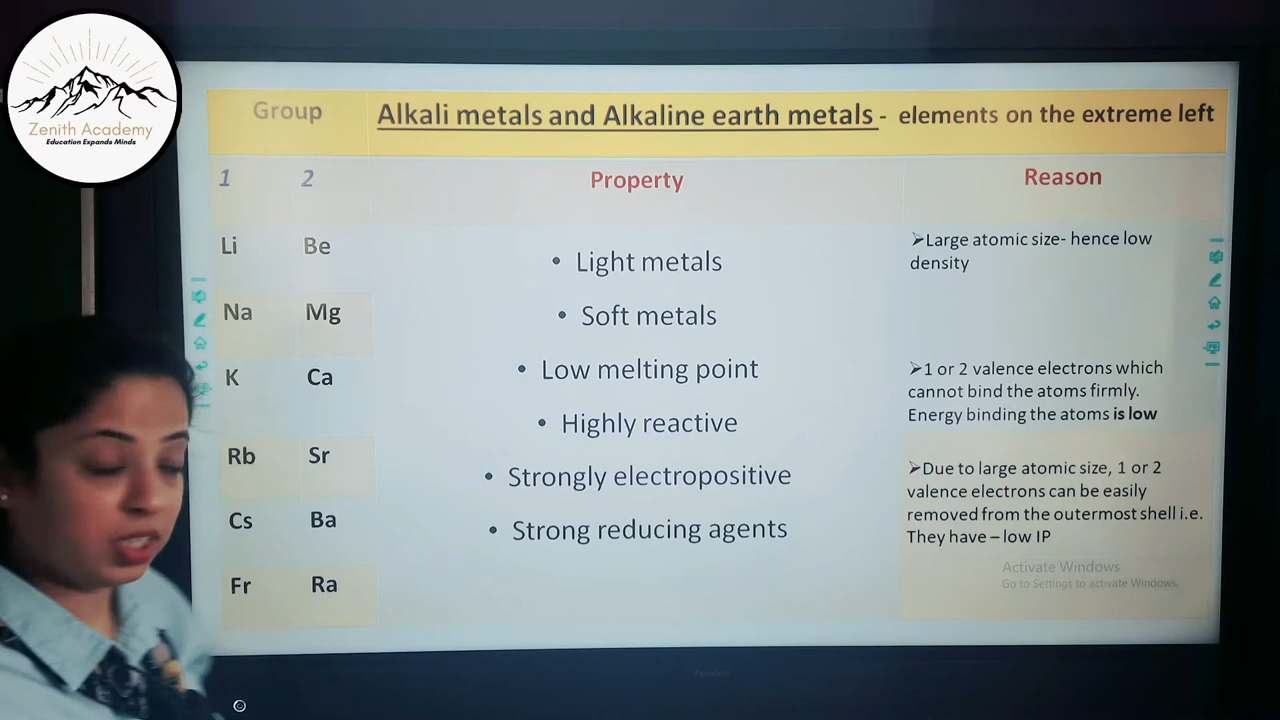 Zenith Academy
Education Expands Minds
Group
Alkali metals and Alkaline earth metals - elements on the extreme left
1 2
Property
Reason
Li Be
Na Mg
K Ca
Rb Sr
Cs Ba
Fr Ra
• Light metals
• Soft metals
• Low melting point
• Highly reactive
• Strongly electropositive
• Strong reducing agents
➤Large atomic size- hence low
density
➤1 or 2 valence electrons which
cannot bind the atoms firmly.
Energy binding the atoms is low
➤Due to large atomic size, 1 or 2
valence electrons can be easily
removed from the outermost shell i.e.
They have – low IP
Activate Windows
Go to Settings to activate Windows.